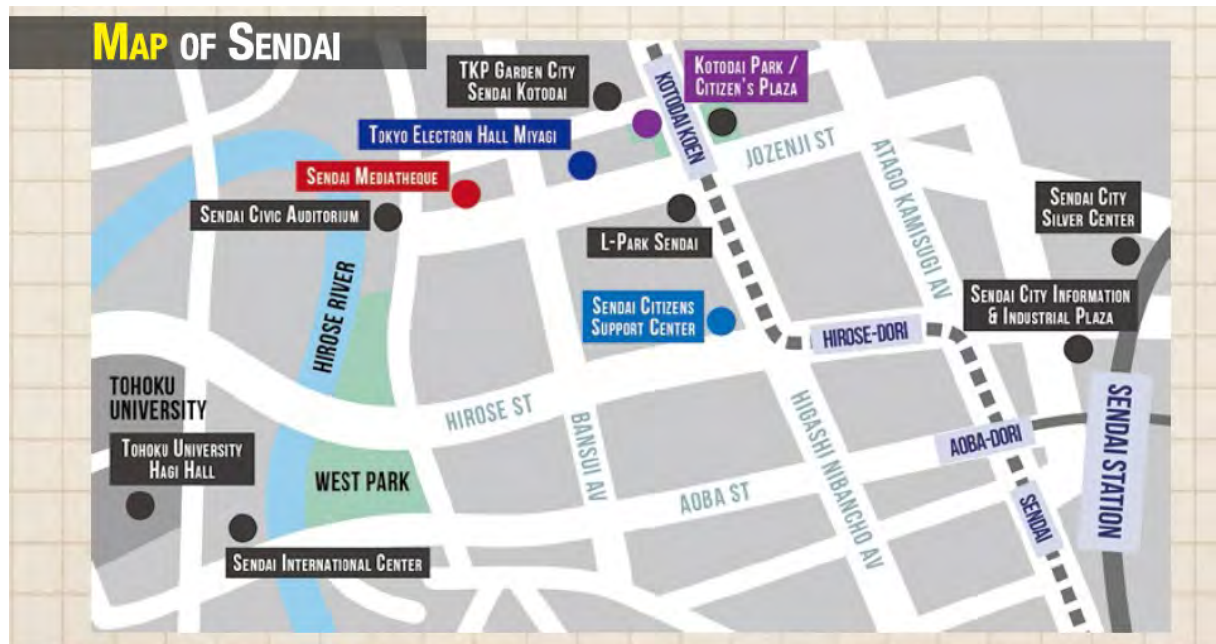 Map of Sendai
TKP Garden City
Sendai Kotodai
Kotodai Koen
Kotodai Park /
Citizen's Plaza
Tokyo Electron Hall Miyagi
Jozenji St
Sendai Mediatheque
Atago Kamisugi Av
Sendai Civic Auditorium
L-Park Sendai
Sendai City
Silver Center
Hirose River
Sendai Citizens
Support Center
Sendai City Information
& Industrial Plaza
Hirose-Dori
Tohoku
University
Hirose St
Bansui Av
Higashi Nibancho Av
Sendai Station
Tohoku University
Hagi Hall
West Park
Aoba-Dori
Aoba St
Sendai
Sendai International Center